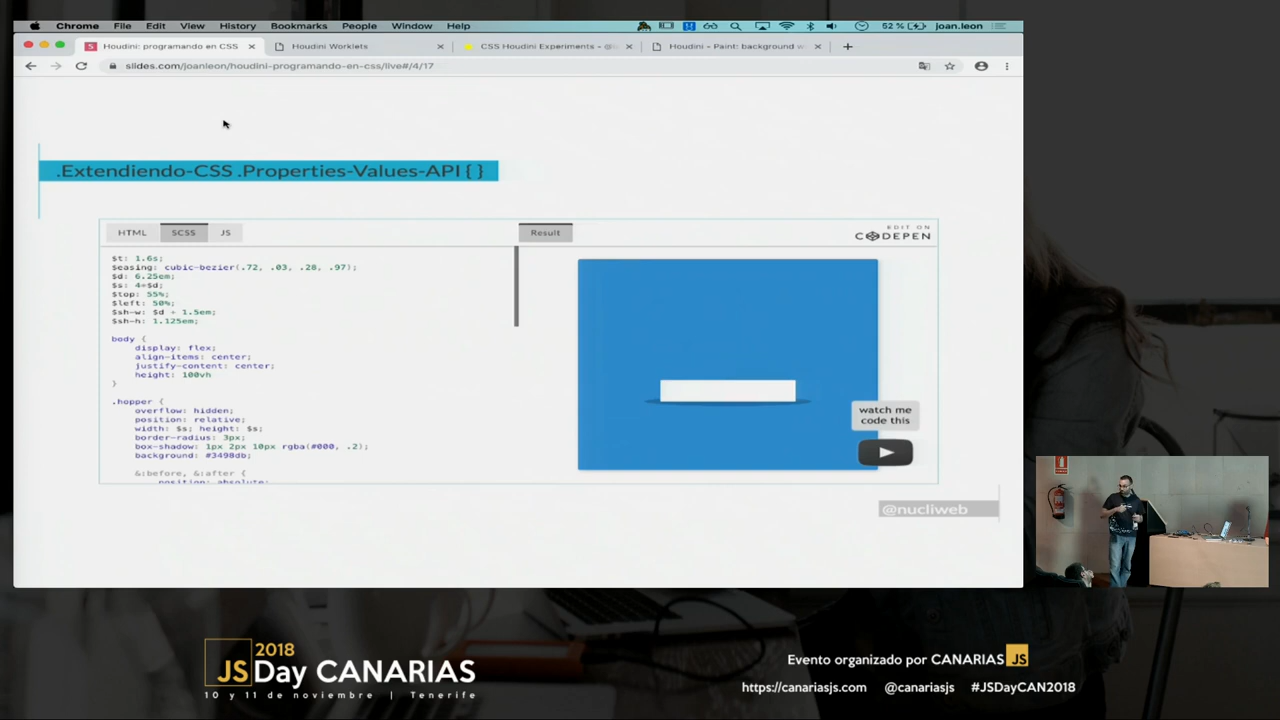 Chrome File Edit View History Bookmarks People Window Help 52 % joan.leon
Houdini: programando en CSS Houdini Worklets CSS Houdini Experiments - @ Houdini - Paint: background w
slides.com/joanleon/houdini-programando-en-css/live#/4/17
.Extendiendo-CSS .Properties-Values-API { }
HTML SCSS JS Result EDIT ON
CODEPEN
$t: 1.6s;
$easing: cubic-bezier(.72, .03, .28, .97);
$d: 6.25em;
$s: 4*$d;
$top: 55%;
$left: 50%;
$sh-w: $d + 1.5em;
$sh-h: 1.125em;
body {
display: flex;
align-items: center;
justify-content: center;
height: 100vh
}
.hopper {
overflow: hidden;
position: relative;
width: $s; height: $s;
border-radius: 3px;
box-shadow: 1px 2px 10px rgba(#000, .2);
background: #3498db;
&:before, &:after {
position: absolute;
watch me
code this
@nucliweb
2018
JSDay CANARIAS
10 y 11 de noviembre | Tenerife
Evento organizado por CANARIAS JS
https://canariasjs.com @canariasjs #JSDayCAN2018